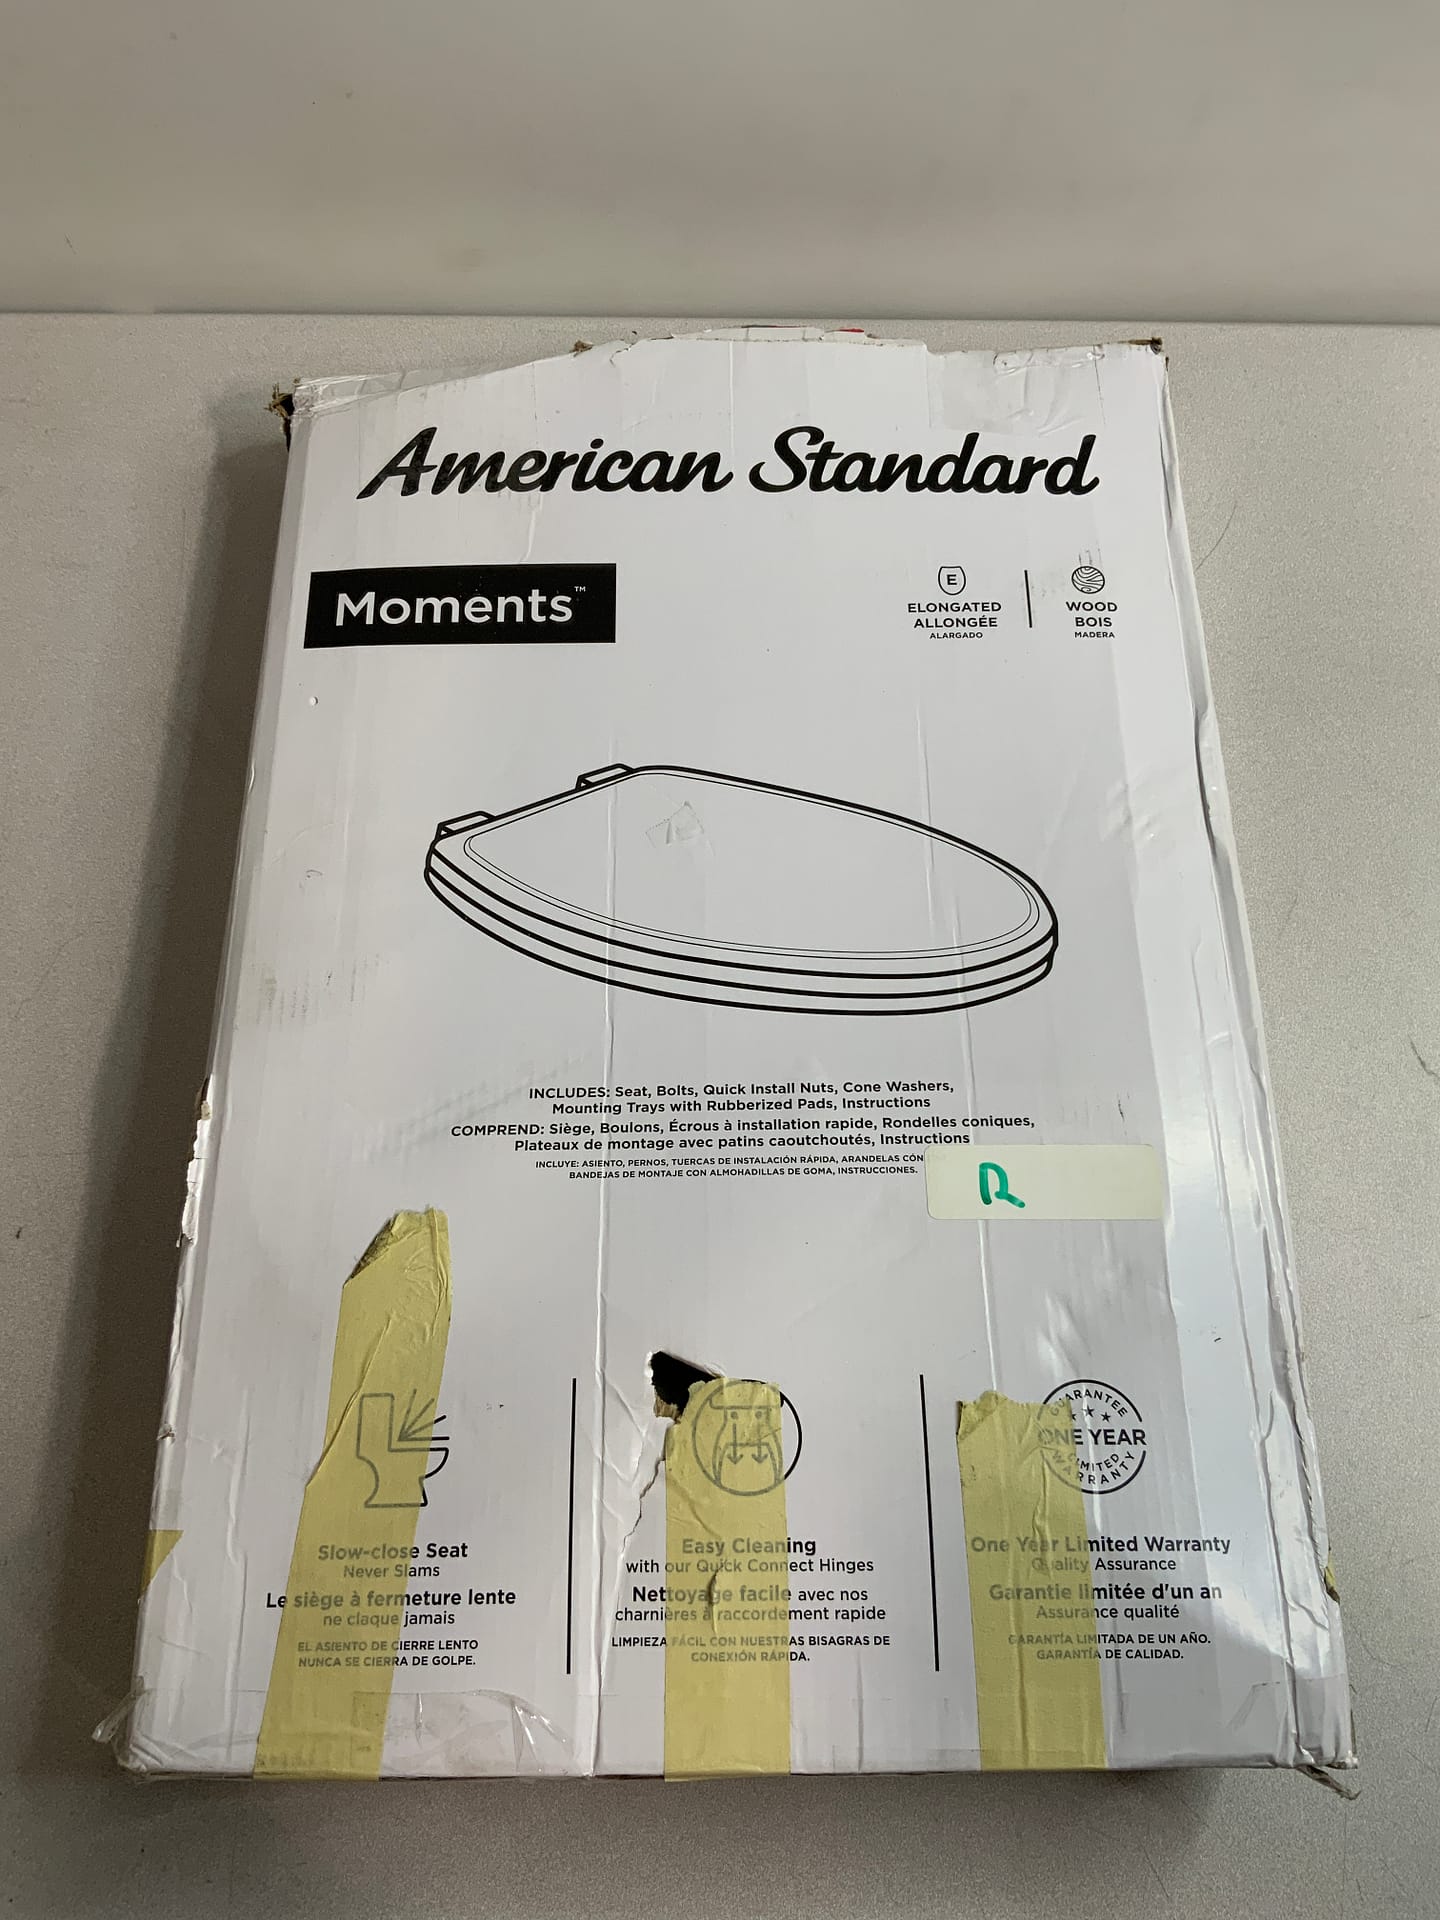 American Standard
Moments™
E
ELONGATED
ALLONGÉE
ALARGADO
WOOD
BOIS
MADERA
INCLUDES: Seat, Bolts, Quick Install Nuts, Cone Washers,
Mounting Trays with Rubberized Pads, Instructions
COMPREND: Siège, Boulons, Écrous à installation rapide, Rondelles coniques,
Plateaux de montage avec patins caoutchoutés, Instructions
INCLUYE: ASIENTO, PERNOS, TUERCAS DE INSTALACIÓN RÁPIDA, ARANDELAS CÓN
BANDEJAS DE MONTAJE CON ALMOHADILLAS DE GOMA, INSTRUCCIONES.
R
Slow-close Seat
Never Slams
Le siège à fermeture lente
ne claque jamais
EL ASIENTO DE CIERRE LENTO
NUNCA SE CIERRA DE GOLPE.
Easy Cleaning
with our Quick Connect Hinges
Nettoyage facile avec nos
charnières à raccordement rapide
LIMPIEZA FÁCIL CON NUESTRAS BISAGRAS DE
CONEXIÓN RÁPIDA.
GUARANTEE
ONE YEAR
LIMITED
WARRANTY
One Year Limited Warranty
Quality Assurance
Garantie limitée d'un an
Assurance qualité
GARANTÍA LIMITADA DE UN AÑO.
GARANTÍA DE CALIDAD.